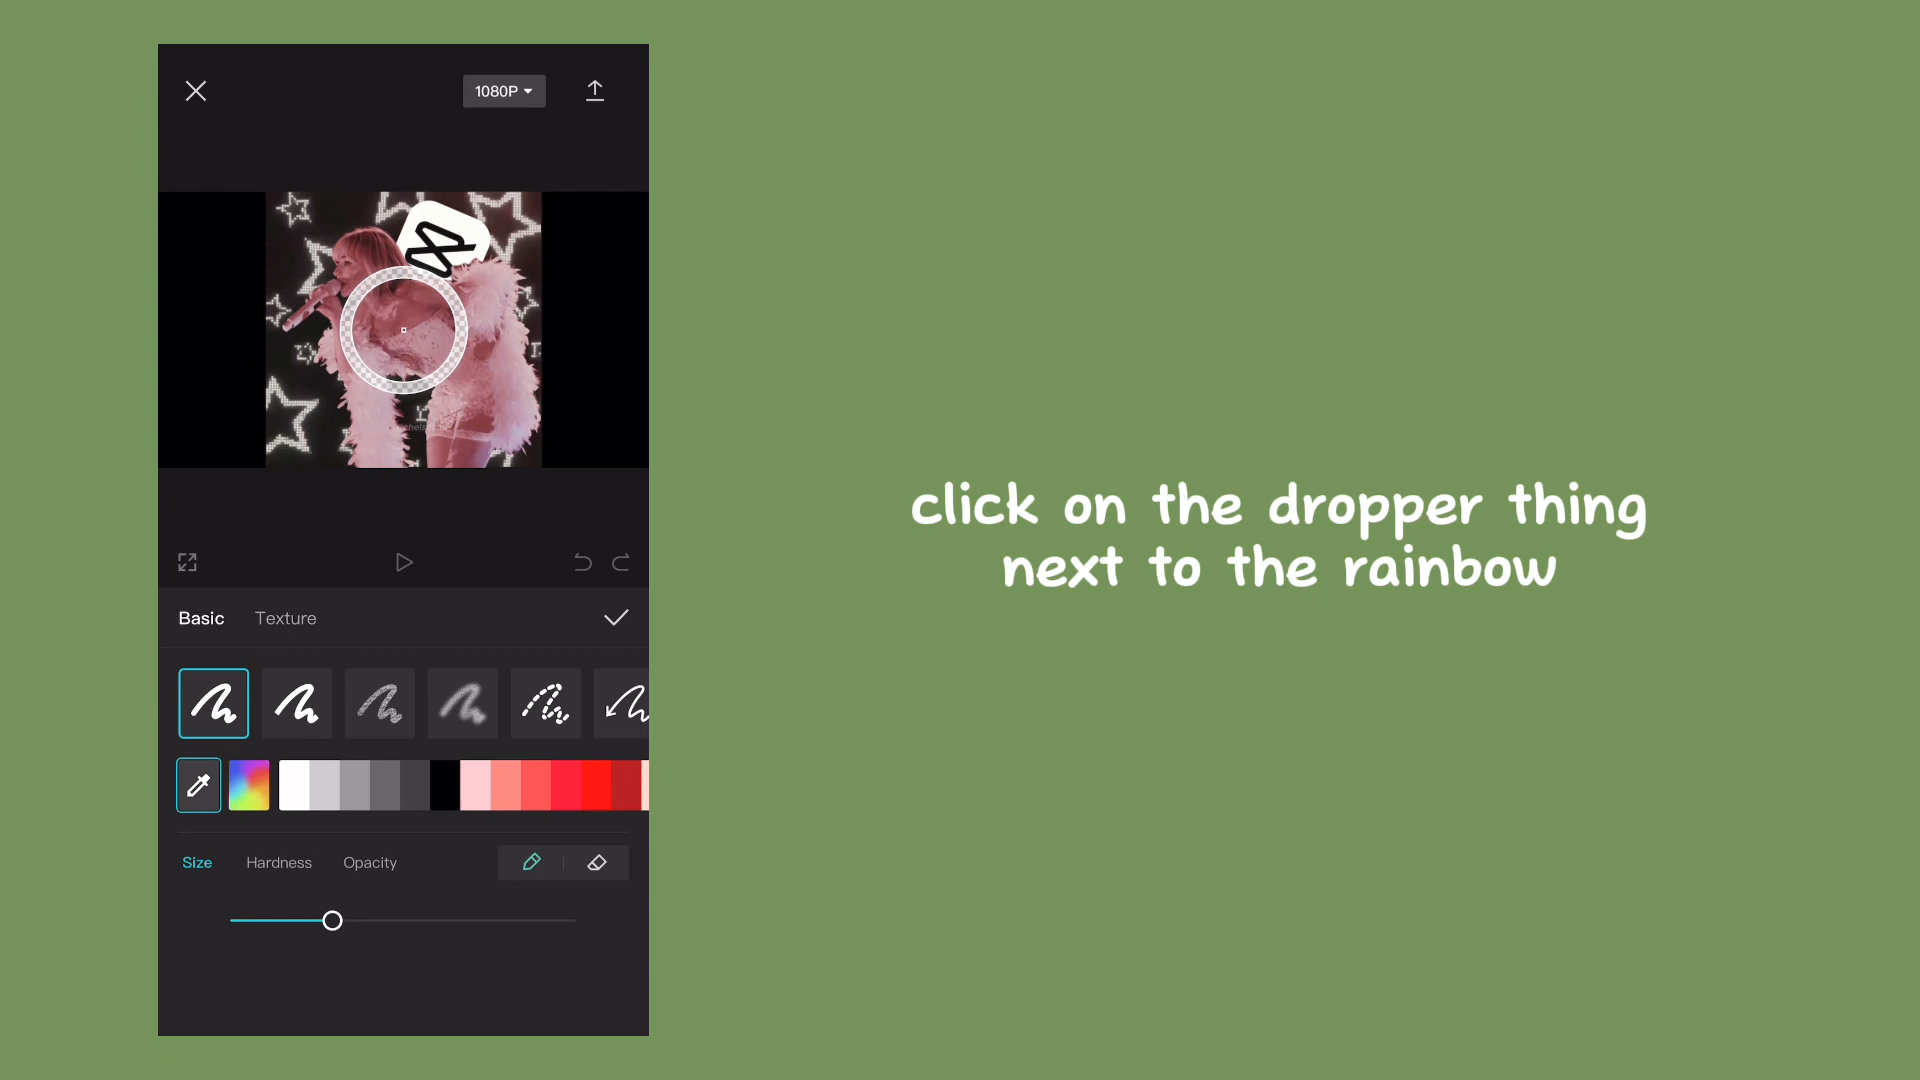 1080P
click on the dropper thing
next to the rainbow
Basic Texture
Size Hardness Opacity